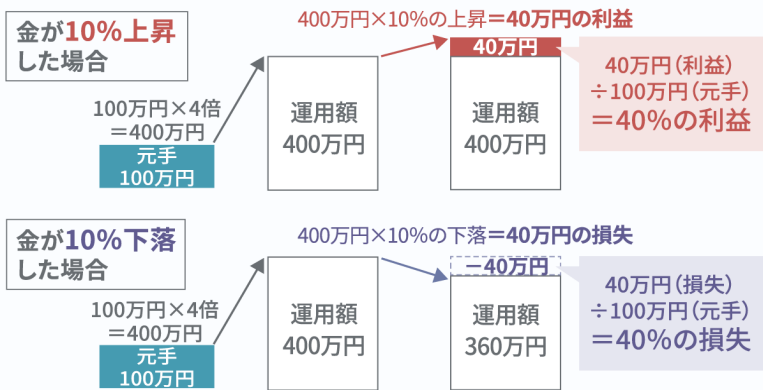 金が10%上昇
した場合
400万円×10%の上昇＝40万円の利益
100万円×4倍
＝400万円
元手
100万円
運用額
400万円
40万円
運用額
400万円
40万円（利益）
÷100万円（元手）
＝40%の利益
金が10%下落
した場合
400万円×10%の下落＝40万円の損失
100万円×4倍
＝400万円
元手
100万円
運用額
400万円
－40万円
運用額
360万円
40万円（損失）
÷100万円（元手）
＝40%の損失